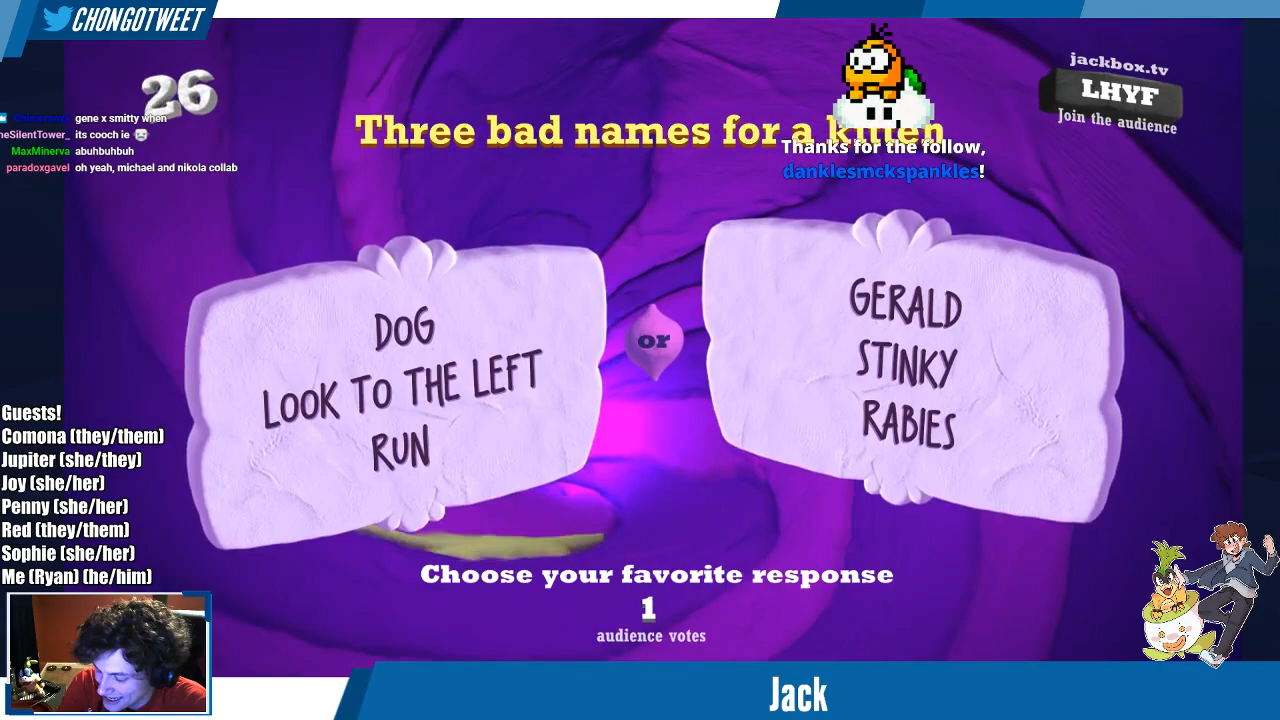 CHONGOTWEET
26
gene x smitty when
heSilentTower_ its cooch ie
MaxMinerva abuhbuhbuh
paradoxgavel oh yeah, michael and nikola collab
jackbox.tv
LHYF
Join the audience
Three bad names for a kitten
Thanks for the follow,
danklesmckspankles!
DOG
LOOK TO THE LEFT
RUN
or
GERALD
STINKY
RABIES
Guests!
Comona (they/them)
Jupiter (she/they)
Joy (she/her)
Penny (she/her)
Red (they/them)
Sophie (she/her)
Me (Ryan) (he/him)
Choose your favorite response
1
audience votes
Jack